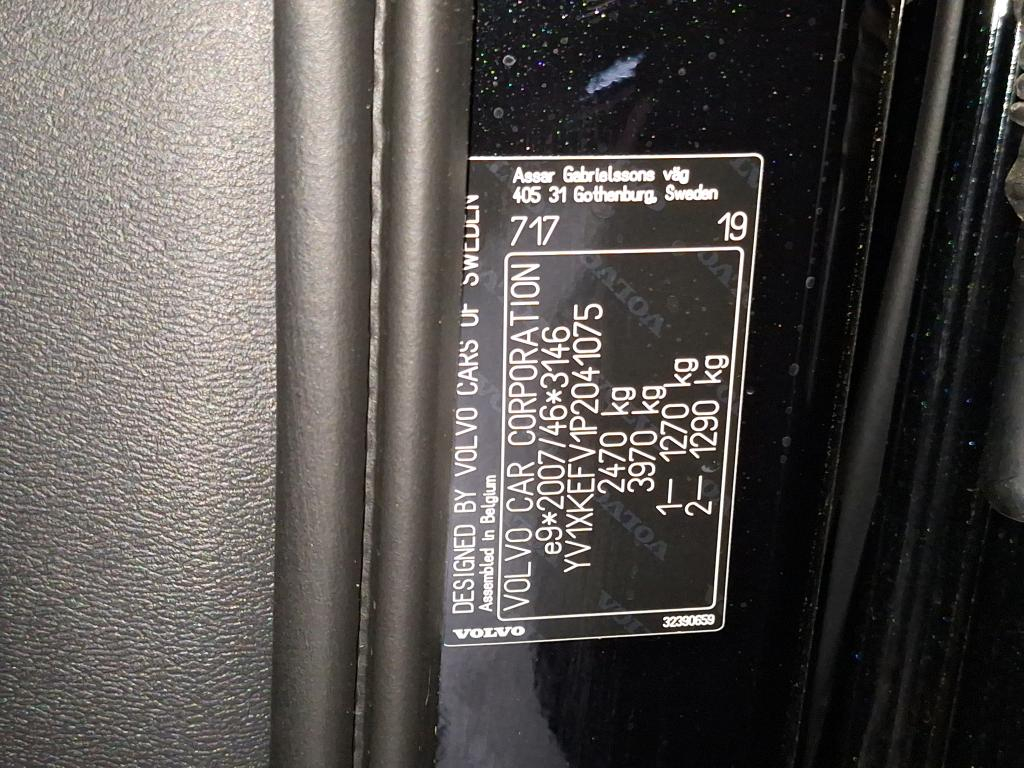 DESIGNED BY VOLVO CARS OF SWEDEN
Assembled in Belgium
Assar Gabrielssons väg
405 31 Gothenburg, Sweden
717
19
VOLVO CAR CORPORATION
e9*2007/46*3146
YV1XKEFV1P2041075
2470 kg
3970 kg
1— 1270 kg
2— 1290 kg
VOLVO
32390659